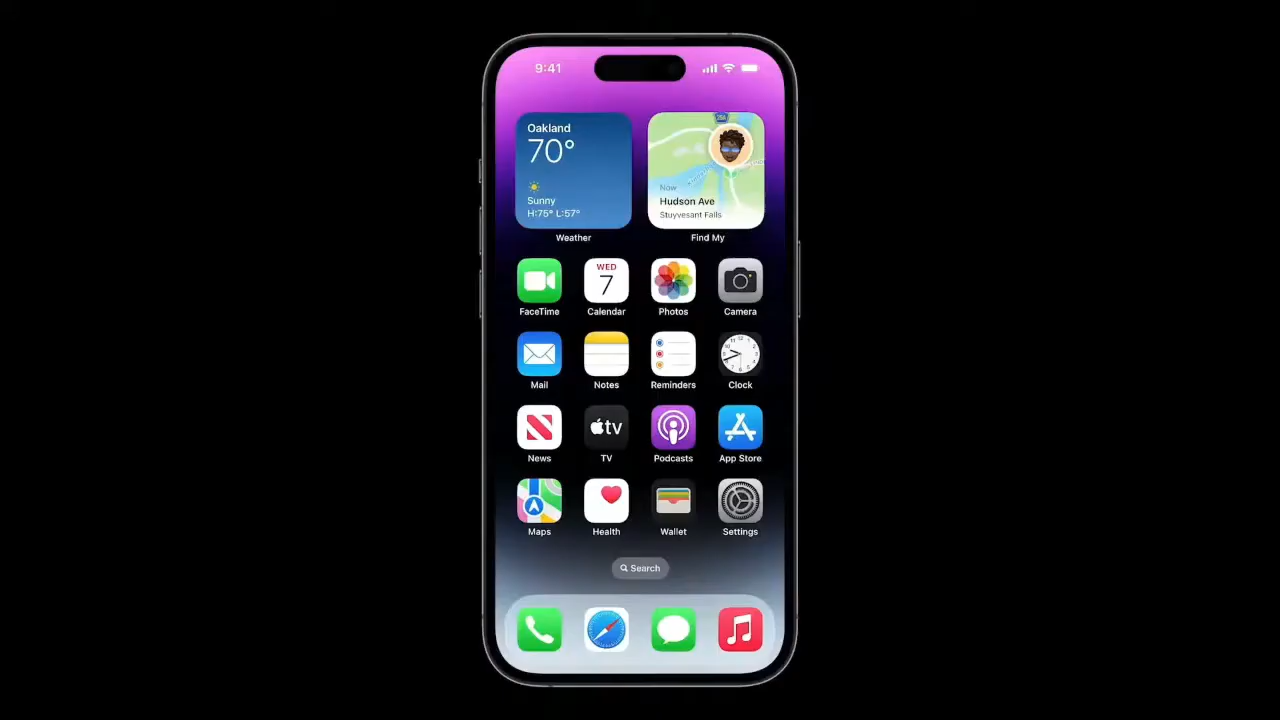 9:41
Oakland
70°
Sunny
H:75° L:57°
Weather
Now
Hudson Ave
Stuyvesant Falls
Find My
FaceTime
WED
7
Calendar
Photos
Camera
Mail
Notes
Reminders
Clock
News
tv
TV
Podcasts
App Store
Maps
Health
Wallet
Settings
Search